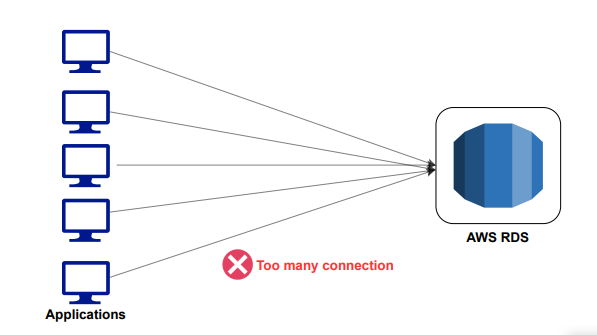 AWS RDS
Too many connection
Applications